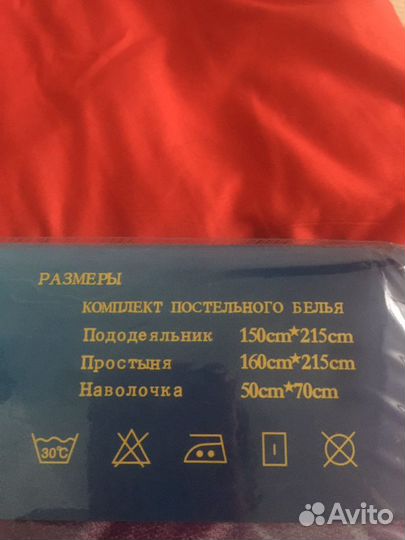 РАЗМЕРЫ
КОМПЛЕКТ ПОСТЕЛЬНОГО БЕЛЬЯ
Пододеяльник 150cm*215cm
Простыня 160cm*215cm
Наволочка 50cm*70cm
30°C
Avito